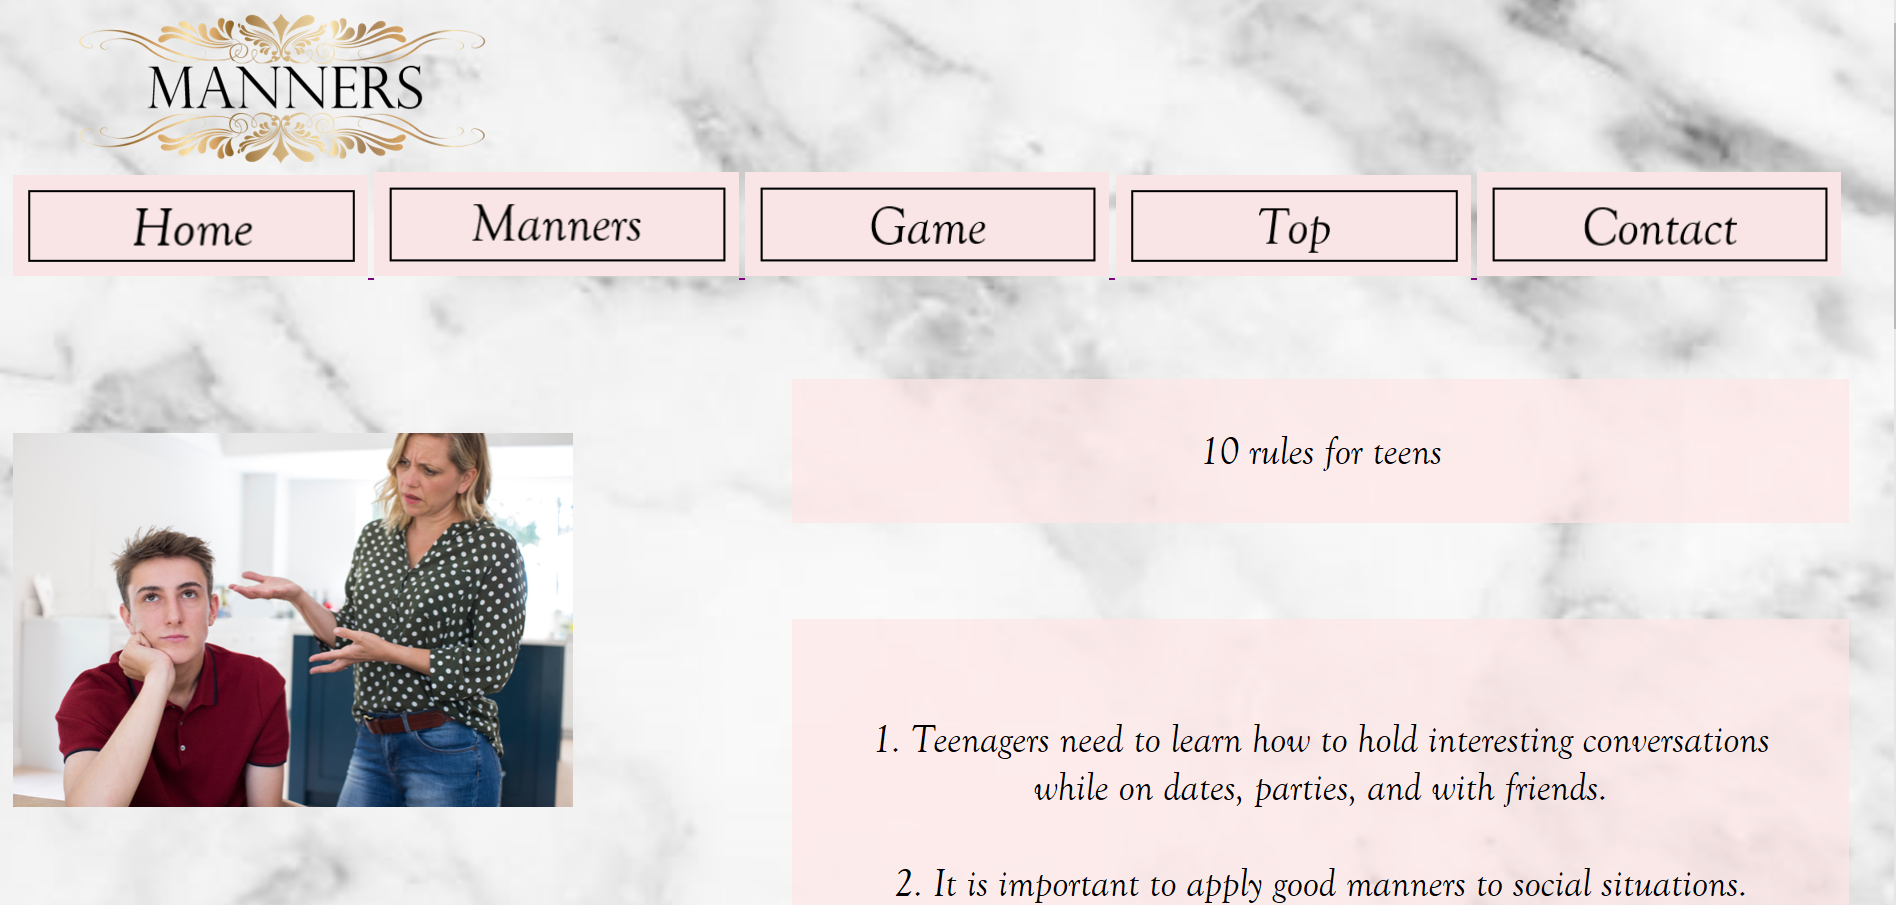 MANNERS
Home
Manners
Game
Top
Contact
10 rules for teens
1. Teenagers need to learn how to hold interesting conversations
while on dates, parties, and with friends.
2. It is important to apply good manners to social situations.